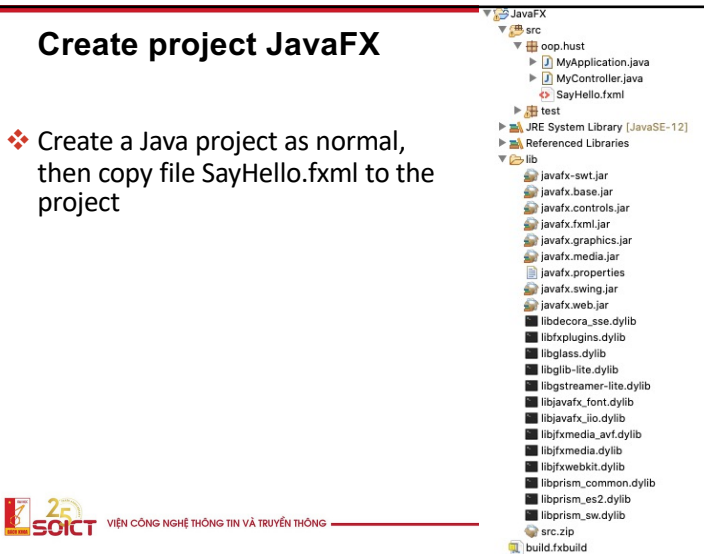 Create project JavaFX
❖ Create a Java project as normal,
then copy file SayHello.fxml to the
project
JavaFX
src
oop.hust
MyApplication.java
MyController.java
SayHello.fxml
test
JRE System Library [JavaSE-12]
Referenced Libraries
lib
javafx-swt.jar
javafx.base.jar
javafx.controls.jar
javafx.fxml.jar
javafx.graphics.jar
javafx.media.jar
javafx.properties
javafx.swing.jar
javafx.web.jar
libdecora_sse.dylib
libfxplugins.dylib
libglass.dylib
libglib-lite.dylib
libgstreamer-lite.dylib
libjavafx_font.dylib
libjavafx_iio.dylib
libjfxmedia_avf.dylib
libjfxmedia.dylib
libjfxwebkit.dylib
libprism_common.dylib
libprism_es2.dylib
libprism_sw.dylib
src.zip
build.fxbuild
25
SOICT
VIỆN CÔNG NGHỆ THÔNG TIN VÀ TRUYỀN THÔNG